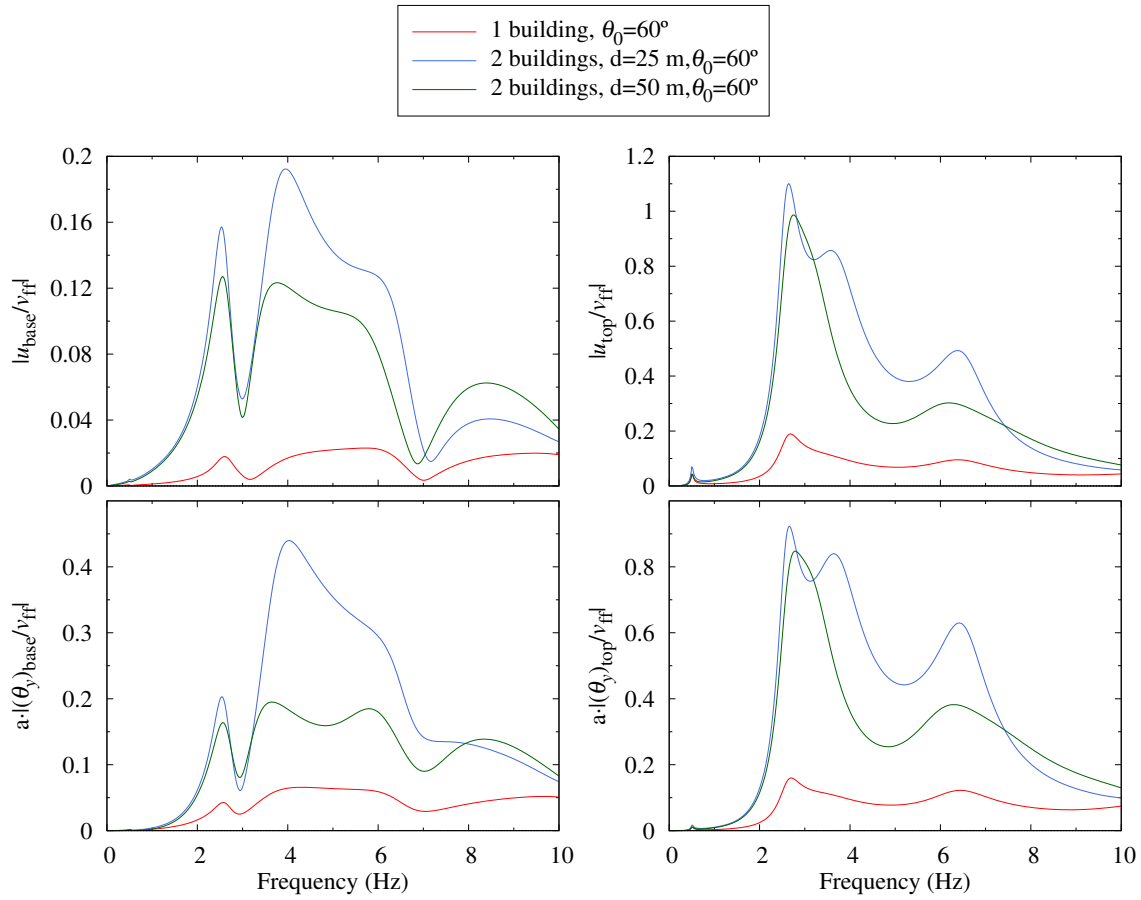 1 building, θ0=60º
2 buildings, d=25 m,θ0=60º
2 buildings, d=50 m,θ0=60º
|ubase/vff|
0.2
0.16
0.12
0.08
0.04
0
|utop/vff|
1.2
1
0.8
0.6
0.4
0.2
0
a·|(θy)base/vff|
0.4
0.3
0.2
0.1
0
0 2 4 6 8 10
Frequency (Hz)
a·|(θy)top/vff|
0.8
0.6
0.4
0.2
0
0 2 4 6 8 10
Frequency (Hz)